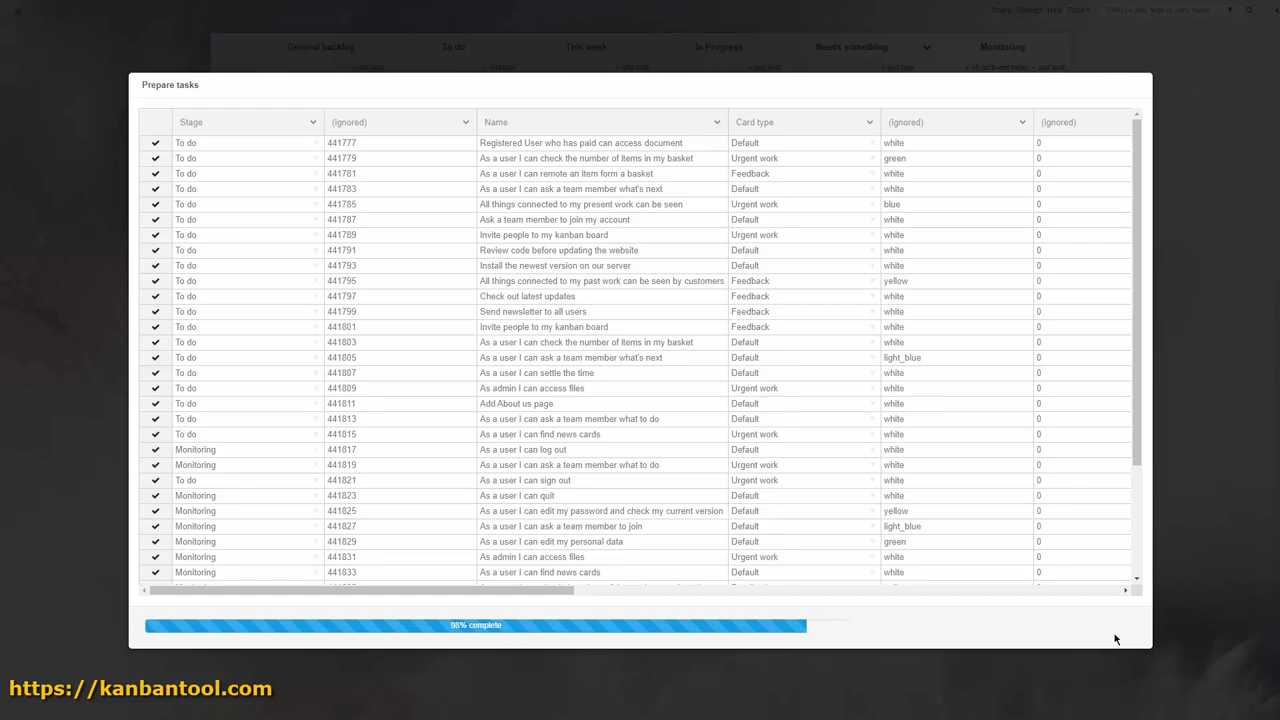 Save Settings Help
General backlog To do This week In Progress Needs something Monitoring
Prepare tasks
Stage (ignored) Name Card type (ignored) (ignored)
To do 441777 Registered User who has paid can access document Default white 0
To do 441779 As a user I can check the number of items in my basket Urgent work green 0
To do 441781 As a user I can remote an item form a basket Feedback white 0
To do 441783 As a user I can ask a team member what's next Default white 0
To do 441785 All things connected to my present work can be seen Urgent work blue 0
To do 441787 Ask a team member to join my account Default white 0
To do 441789 Invite people to my kanban board Urgent work white 0
To do 441791 Review code before updating the website Default white 0
To do 441793 Install the newest version on our server Default white 0
To do 441795 All things connected to my past work can be seen by customers Feedback yellow 0
To do 441797 Check out latest updates Feedback white 0
To do 441799 Send newsletter to all users Feedback white 0
To do 441801 Invite people to my kanban board Feedback white 0
To do 441803 As a user I can check the number of items in my basket Default white 0
To do 441805 As a user I can ask a team member what's next Default light_blue 0
To do 441807 As a user I can settle the time Default white 0
To do 441809 As admin I can access files Urgent work white 0
To do 441811 Add About us page Default white 0
To do 441813 As a user I can ask a team member what to do Default white 0
To do 441815 As a user I can find news cards Urgent work white 0
Monitoring 441817 As a user I can log out Default white 0
Monitoring 441819 As a user I can ask a team member what to do Urgent work white 0
To do 441821 As a user I can sign out Urgent work white 0
Monitoring 441823 As a user I can quit Default white 0
Monitoring 441825 As a user I can edit my password and check my current version Default yellow 0
Monitoring 441827 As a user I can ask a team member to join Default light_blue 0
Monitoring 441829 As a user I can edit my personal data Default green 0
Monitoring 441831 As admin I can access files Urgent work white 0
Monitoring 441833 As a user I can find news cards Default white 0
98% complete
https://kanbantool.com